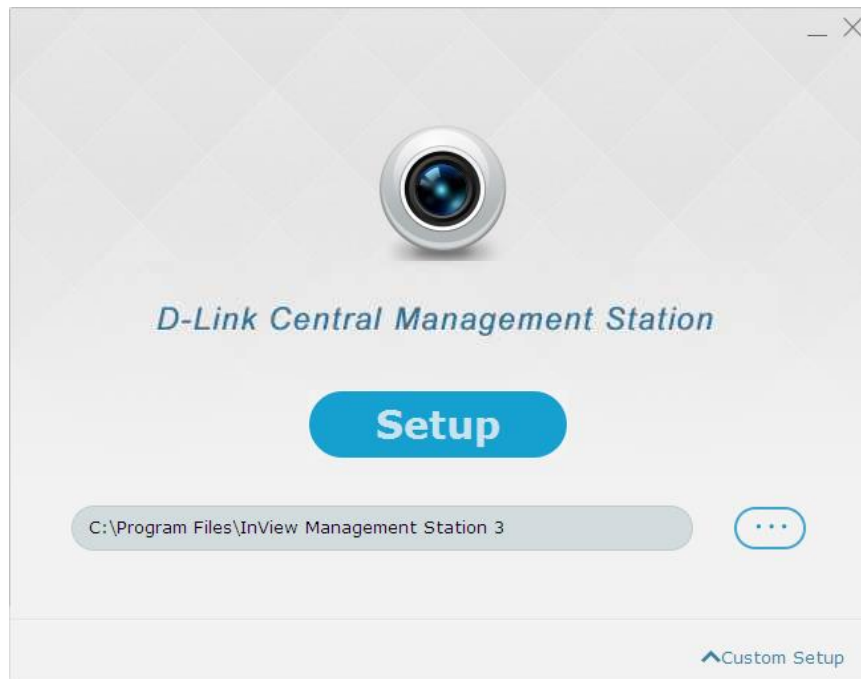 D-Link Central Management Station
Setup
C:\Program Files\InView Management Station 3
Custom Setup